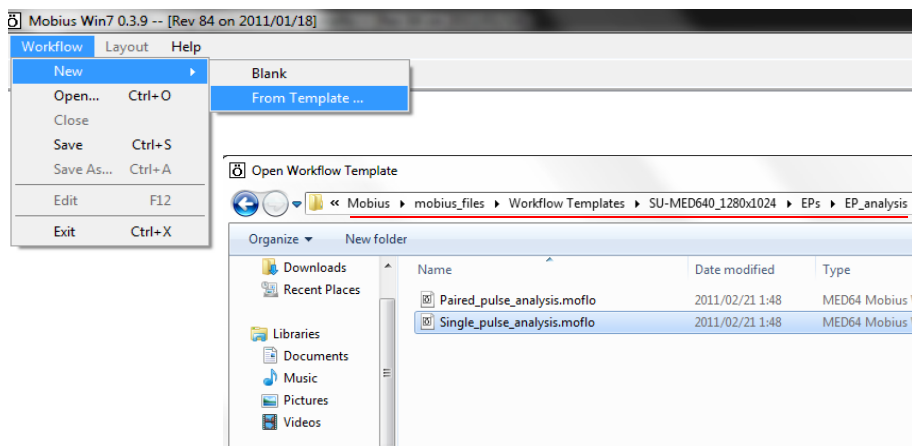 Mobius Win7 0.3.9 -- [Rev 84 on 2011/01/18]
Workflow Layout Help
New
Blank
Open... Ctrl+O
From Template ...
Close
Save Ctrl+S
Save As... Ctrl+A
Edit F12
Exit Ctrl+X
Open Workflow Template
« Mobius mobius_files Workflow Templates SU-MED640_1280x1024 EPs EP_analysis
Organize New folder
Downloads
Recent Places
Libraries
Documents
Music
Pictures
Videos
Name Date modified Type
Paired_pulse_analysis.moflo 2011/02/21 1:48 MED64 Mobius
Single_pulse_analysis.moflo 2011/02/21 1:48 MED64 Mobius